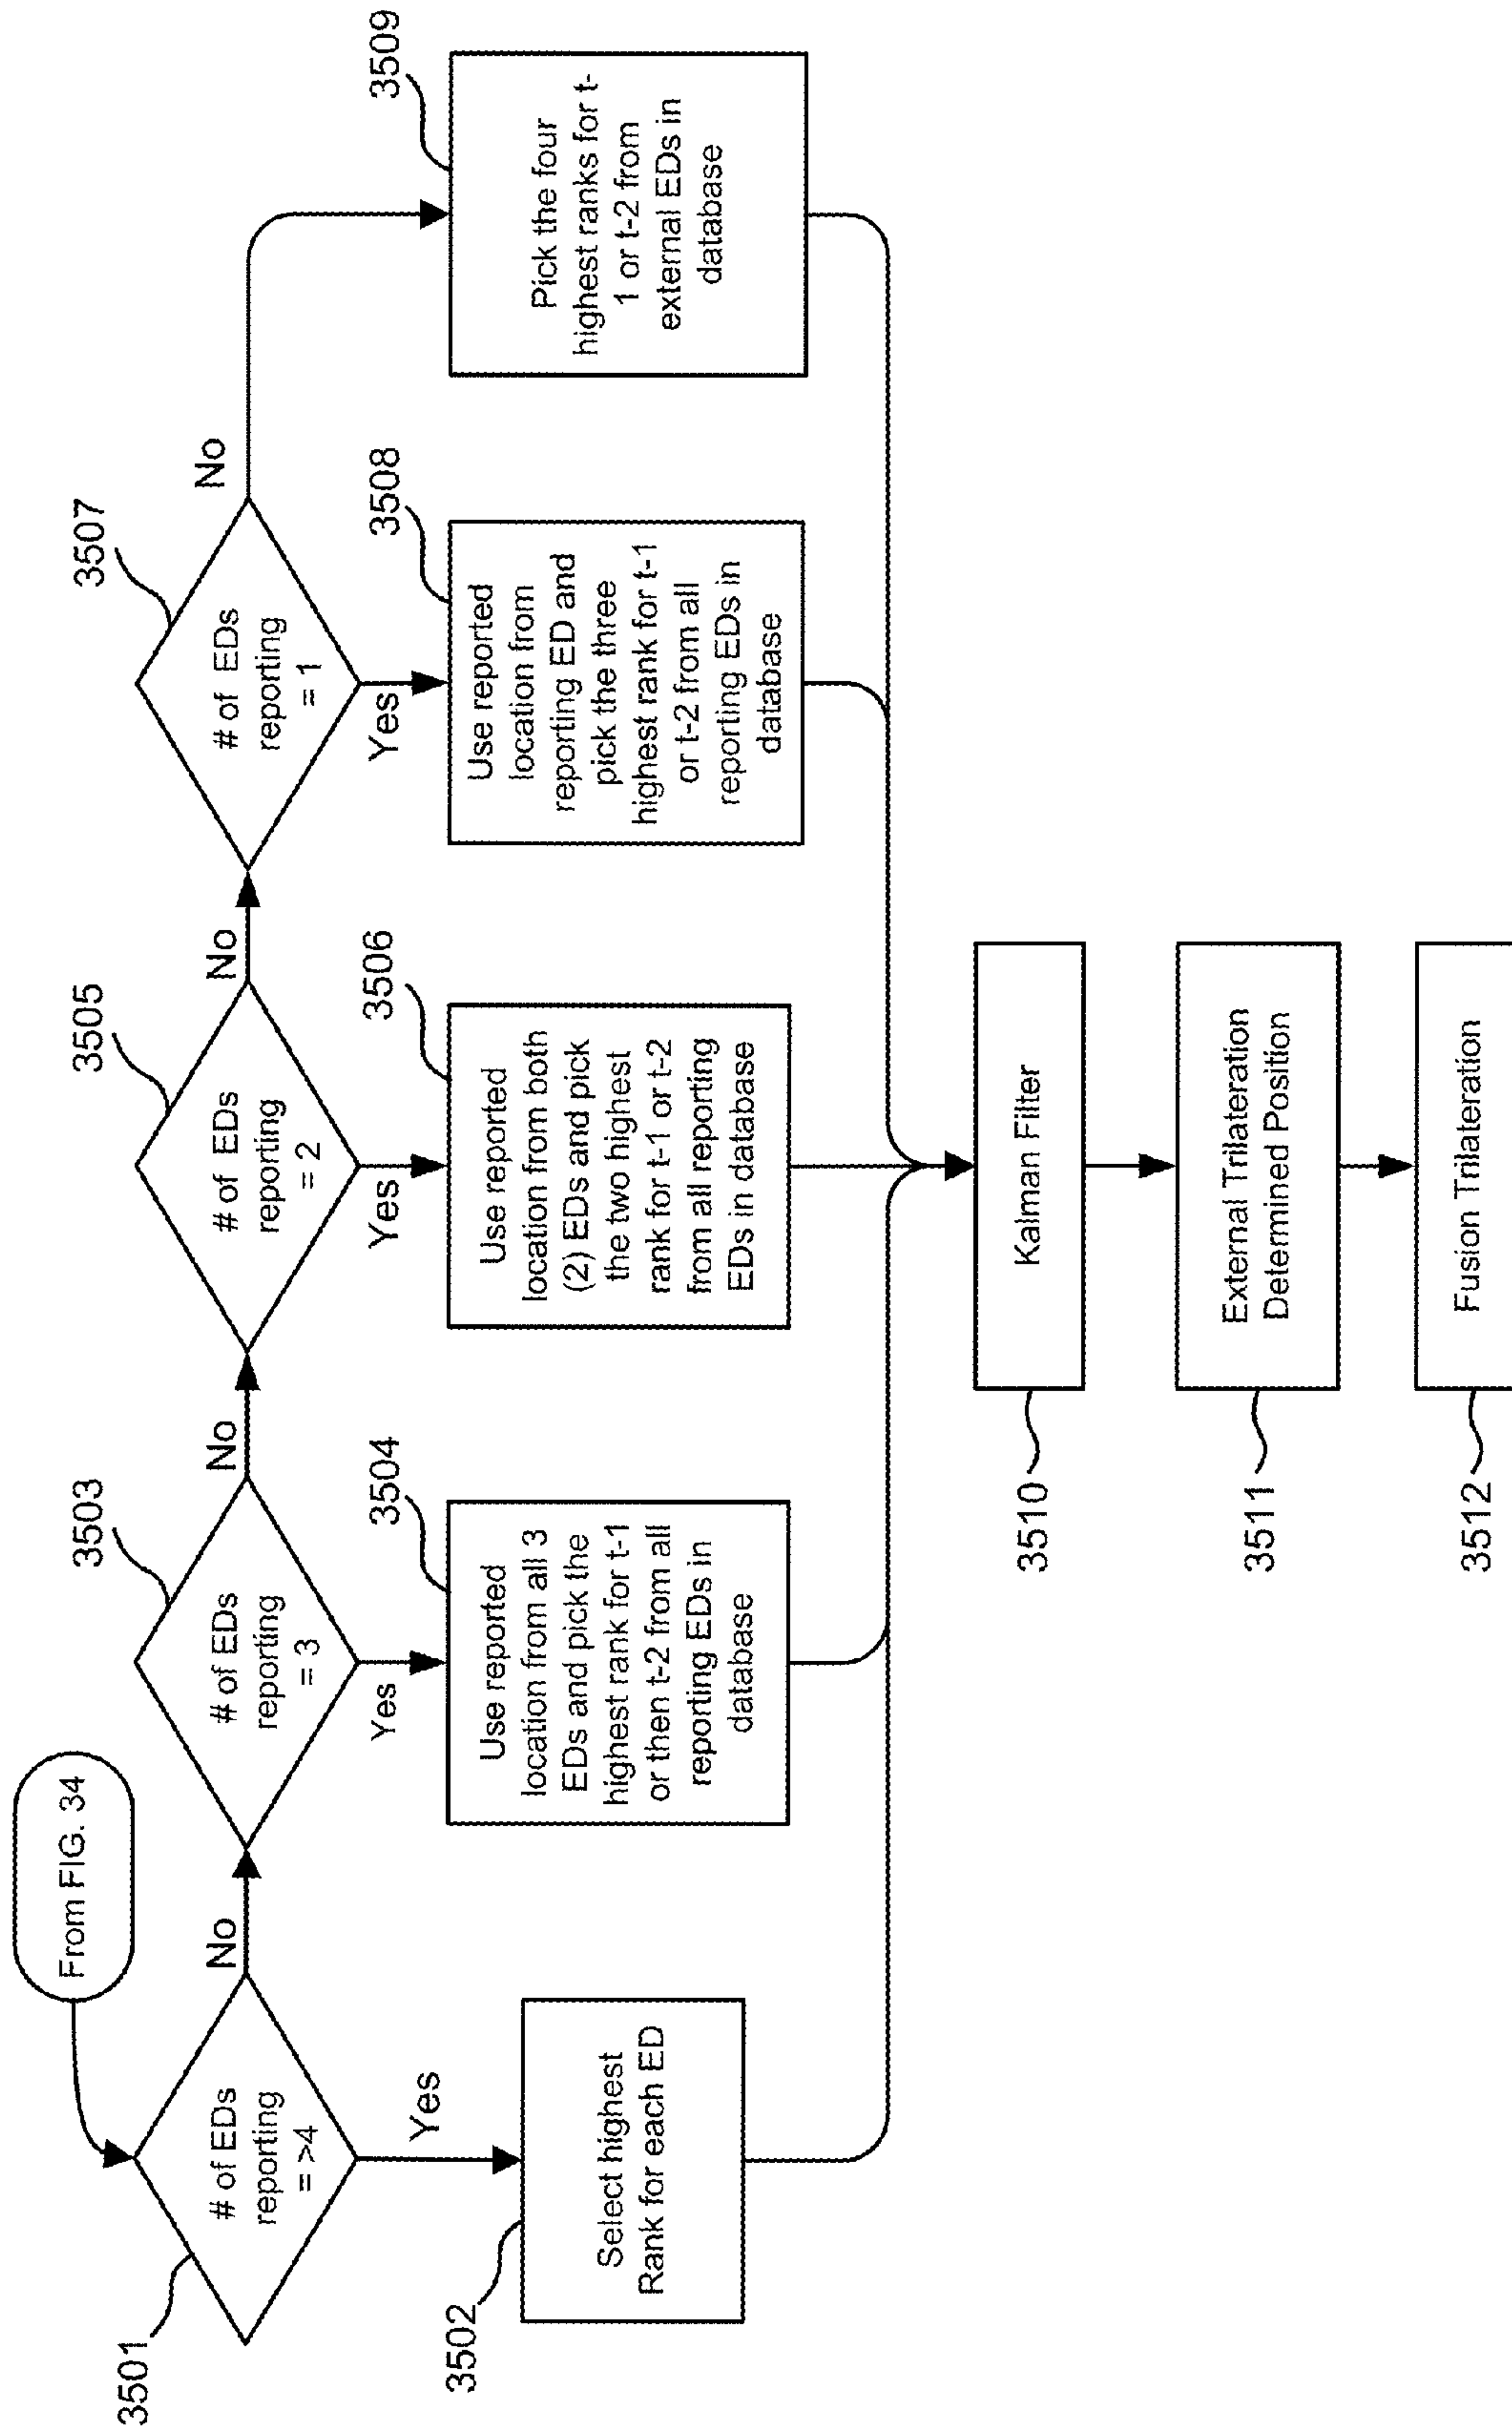 From FIG. 34
3501
# of EDs
reporting
= >4
No
Yes
3502
Select highest
Rank for each ED
3503
# of EDs
reporting
= 3
No
Yes
3504
Use reported
location from all 3
EDs and pick the
highest rank for t-1
or then t-2 from all
reporting EDs in
database
3505
# of EDs
reporting
= 2
No
Yes
3506
Use reported
location from both
(2) EDs and pick
the two highest
rank for t-1 or t-2
from all reporting
EDs in database
3507
# of EDs
reporting
= 1
No
Yes
3508
Use reported
location from
reporting ED and
pick the three
highest rank for t-1
or t-2 from all
reporting EDs in
database
3509
Pick the four
highest ranks for t-
1 or t-2 from
external EDs in
database
3510
Kalman Filter
3511
External Trilateration
Determined Position
3512
Fusion Trilateration